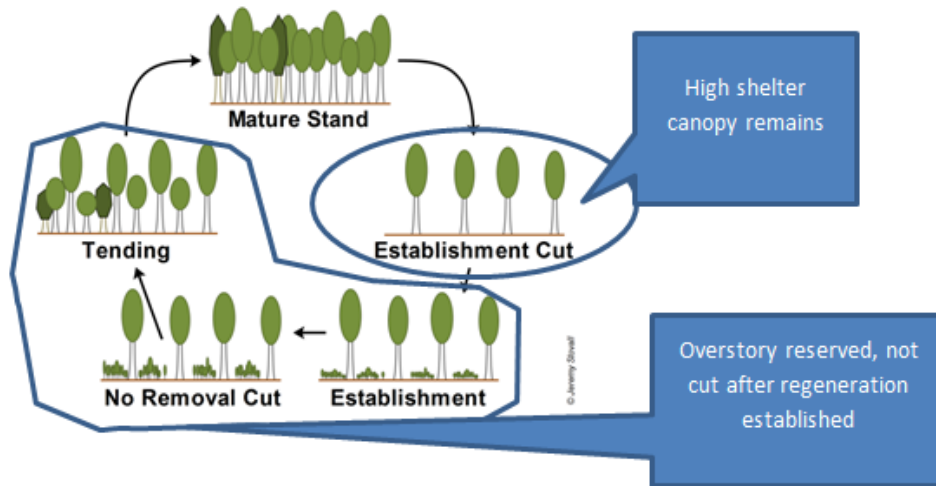 Mature Stand
High shelter
canopy remains
Establishment Cut
Tending
No Removal Cut
Establishment
© Jeremy Stovall
Overstory reserved, not
cut after regeneration
established